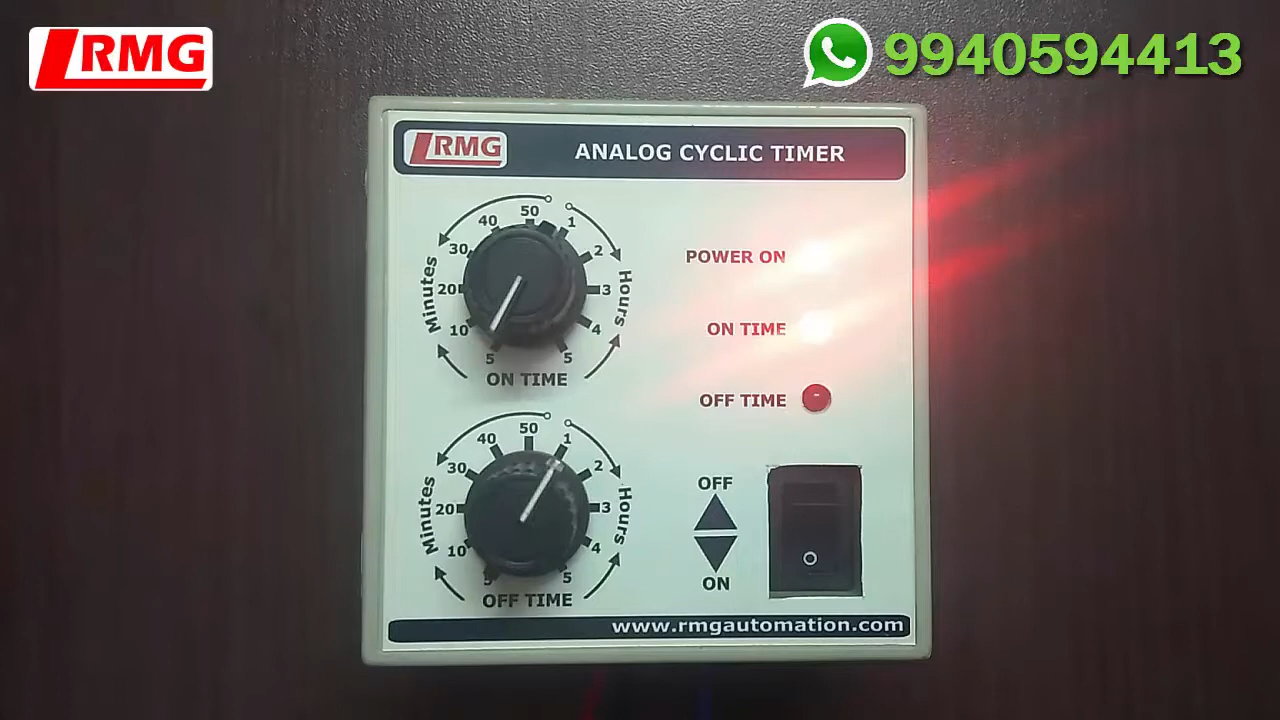 RMG
9940594413
RMG
ANALOG CYCLIC TIMER
50
40
30
20
10
5
1
2
3
4
5
Minutes
Hours
ON TIME
50
40
30
20
10
5
1
2
3
4
5
Minutes
Hours
OFF TIME
POWER ON
ON TIME
OFF TIME
OFF
ON
www.rmgautomation.com